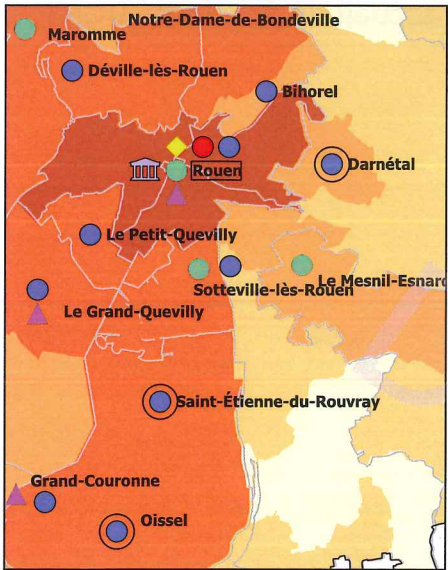 Notre-Dame-de-Bondeville
Maromme
Déville-lès-Rouen
Bihorel
Rouen
Darnétal
Le Petit-Quevilly
Sotteville-lès-Rouen
Le Mesnil-Esnard
Le Grand-Quevilly
Saint-Étienne-du-Rouvray
Grand-Couronne
Oissel